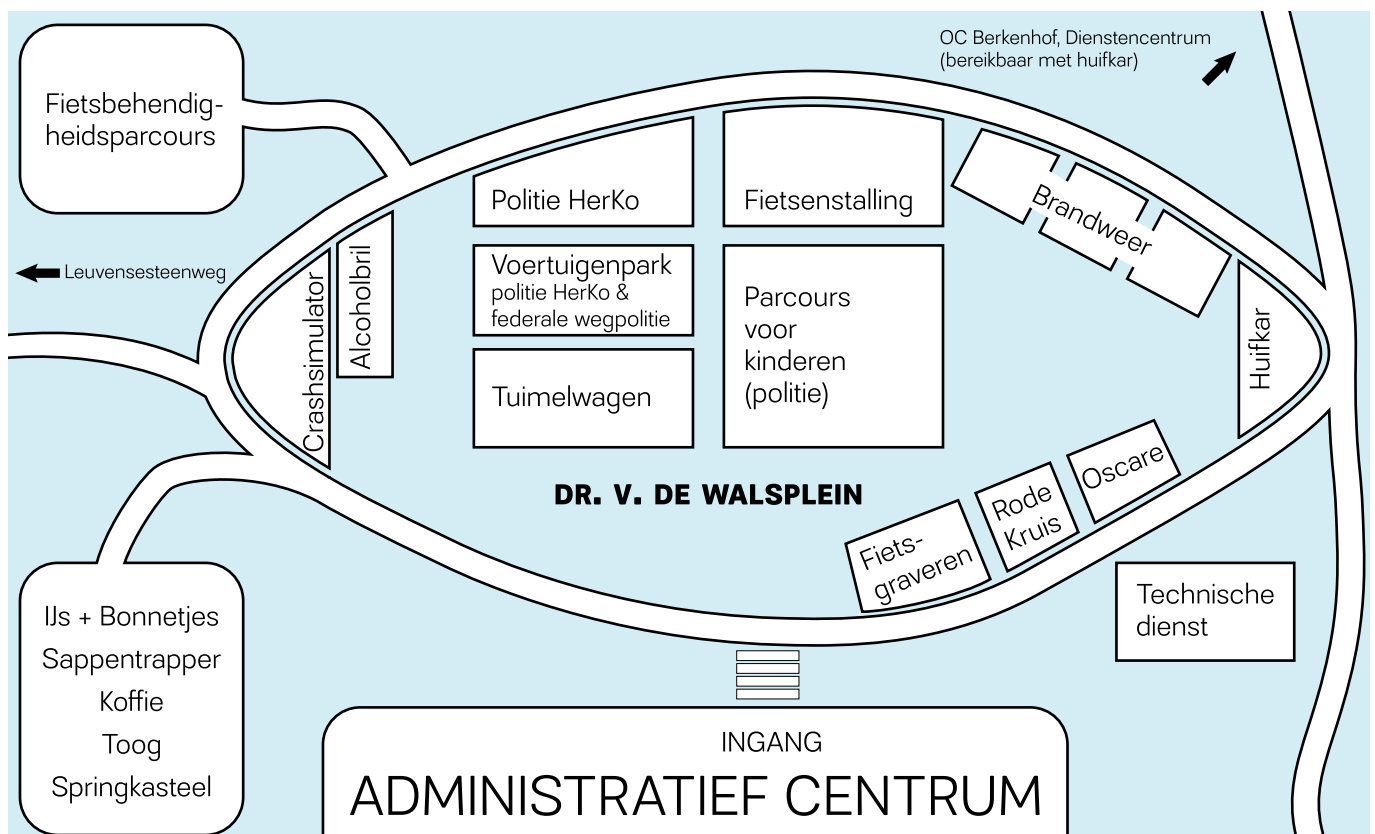 OC Berkenhof, Dienstencentrum
(bereikbaar met huifkar)
Fietsbehendig-
heidsparcours
Politie HerKo
Fietsenstalling
Brandweer
Leuvensesteenweg
Crashsimulator
Alcoholbril
Voertuigenpark
politie HerKo &
federale wegpolitie
Parcours
voor
kinderen
(politie)
Huifkar
Tuimelwagen
DR. V. DE WALSPLEIN
Fiets-
graveren
Rode
Kruis
Oscare
Technische
dienst
IJs + Bonnetjes
Sappentrapper
Koffie
Toog
Springkasteel
INGANG
ADMINISTRATIEF CENTRUM